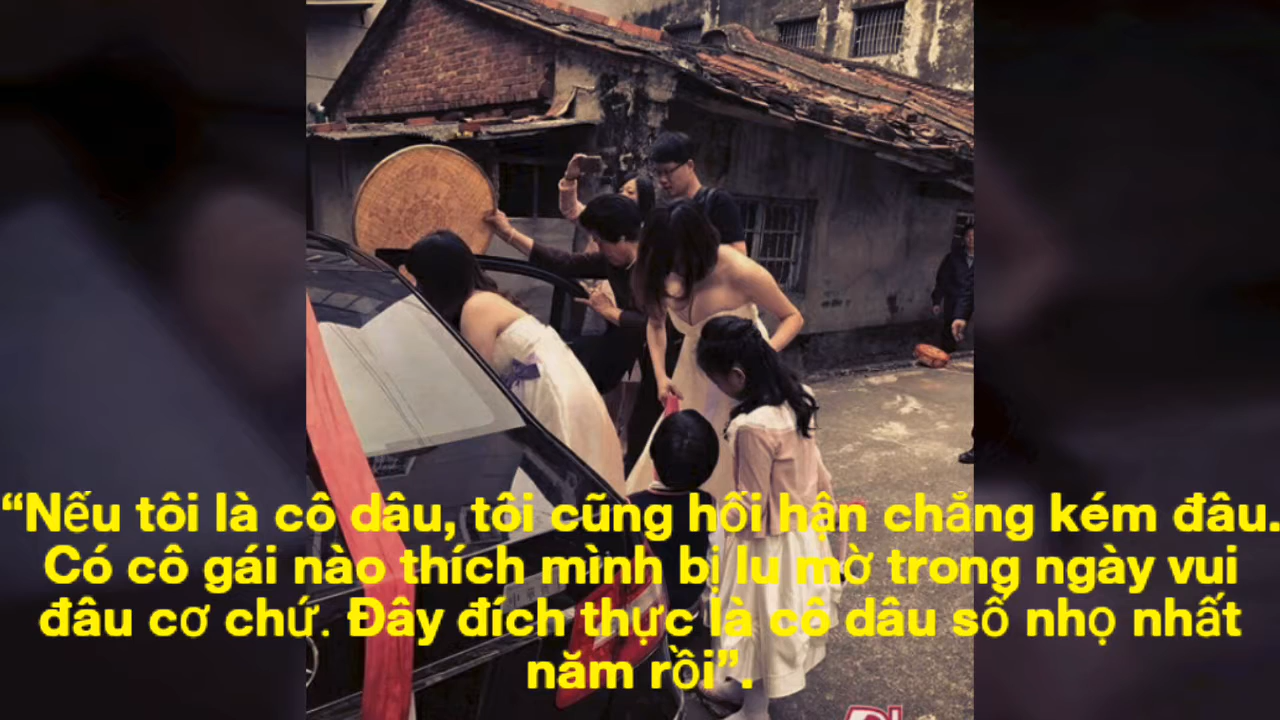 “Nếu tôi là cô dâu, tôi cũng hối hận chẳng kém đâu.
Có cô gái nào thích mình bị lu mờ trong ngày vui
đâu cơ chứ. Đây đích thực là cô dâu số nhọ nhất
năm rồi”.